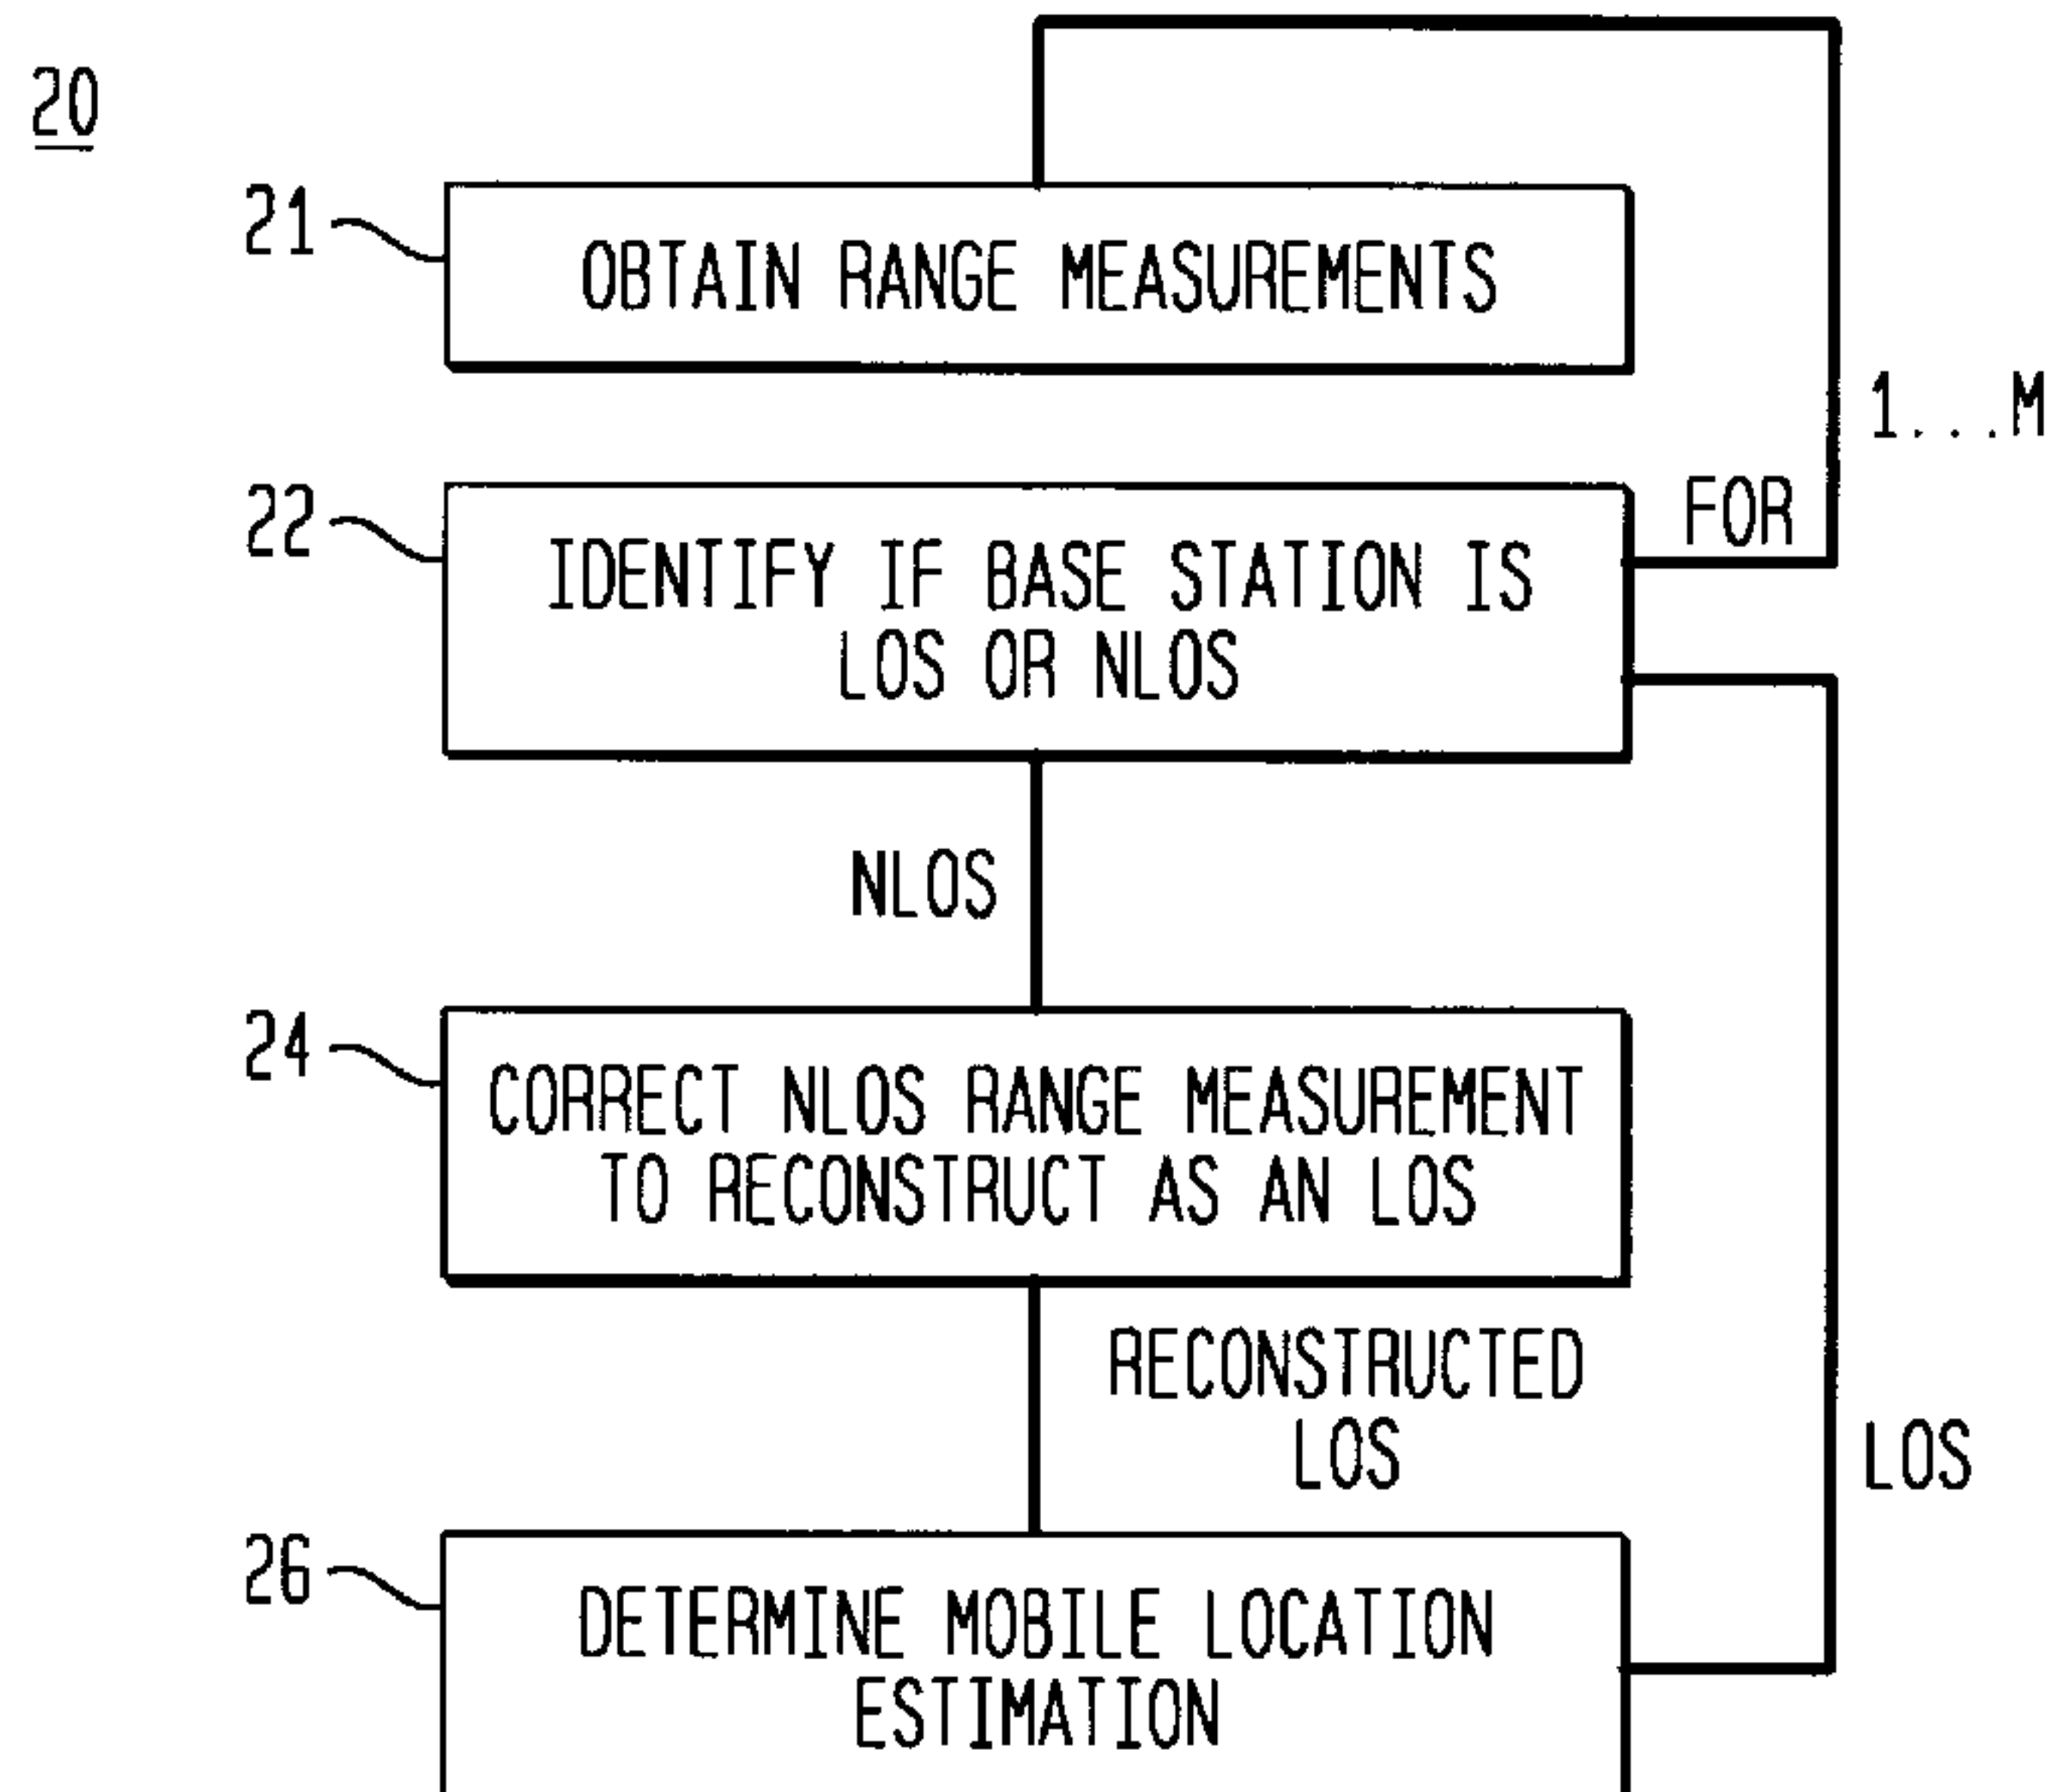 20
21
OBTAIN RANGE MEASUREMENTS
1...M
22
FOR
IDENTIFY IF BASE STATION IS
LOS OR NLOS
NLOS
24
CORRECT NLOS RANGE MEASUREMENT
TO RECONSTRUCT AS AN LOS
RECONSTRUCTED
LOS
LOS
26
DETERMINE MOBILE LOCATION
ESTIMATION